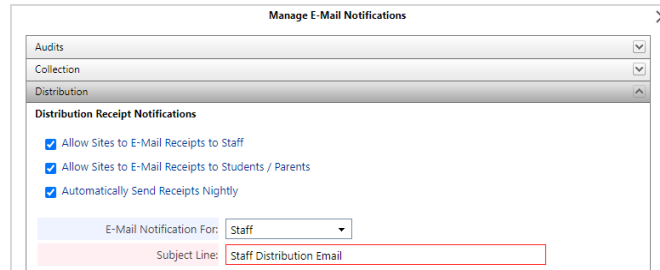 Manage E-Mail Notifications
Audits
Collection
Distribution
Distribution Receipt Notifications
Allow Sites to E-Mail Receipts to Staff
Allow Sites to E-Mail Receipts to Students / Parents
Automatically Send Receipts Nightly
E-Mail Notification For: Staff
Subject Line: Staff Distribution Email